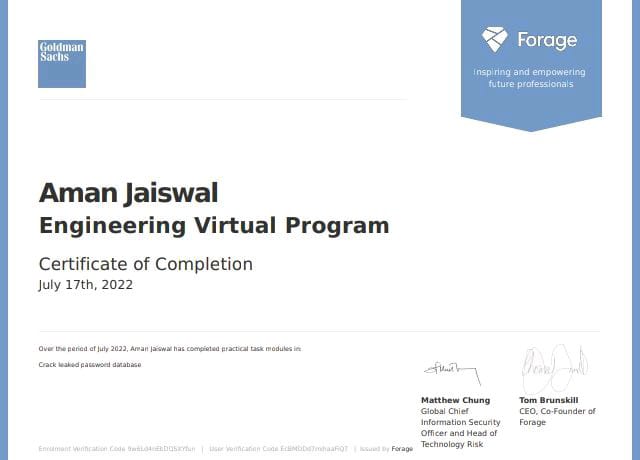 Goldman
Sachs
Forage
Inspiring and empowering
future professionals
Aman Jaiswal
Engineering Virtual Program
Certificate of Completion
July 17th, 2022
Over the period of July 2022, Aman Jaiswal has completed practical task modules in:
Crack leaked password database
Matthew Chung
Global Chief
Information Security
Officer and Head of
Technology Risk
Tom Brunskill
CEO, Co-Founder of
Forage
Enrolment Verification Code | User Verification Code | Issued by Forage